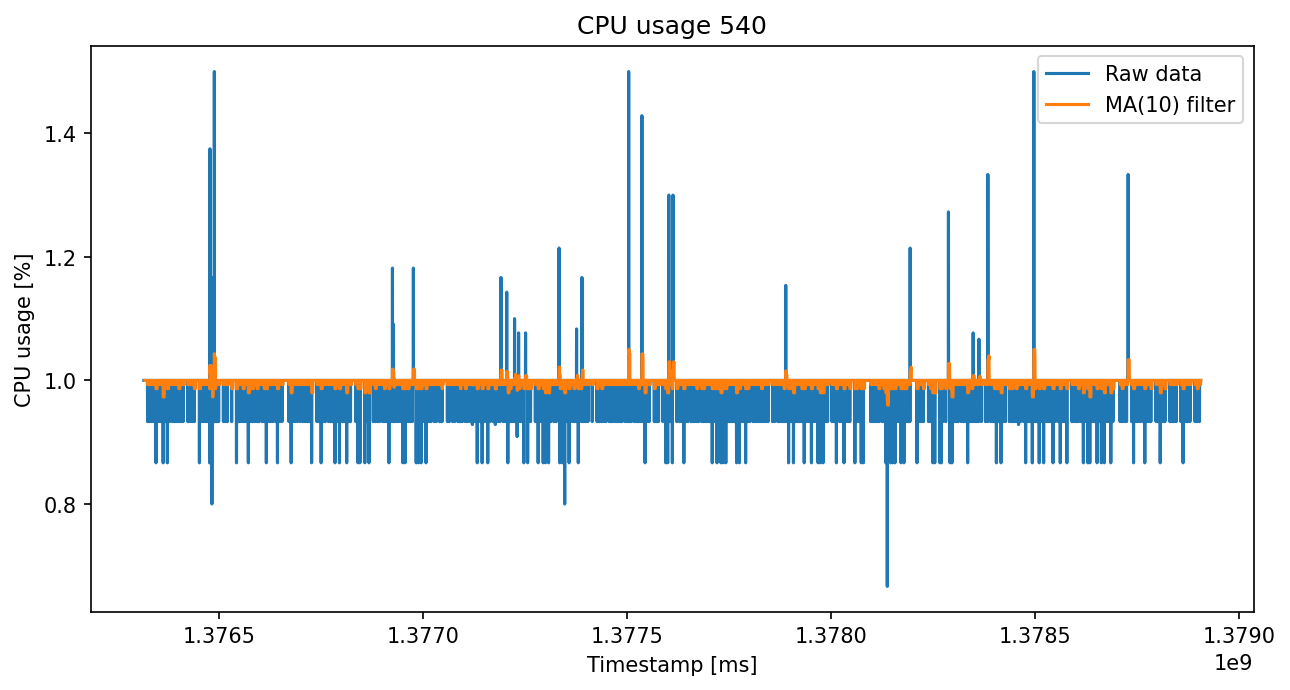 CPU usage 540
Raw data
MA(10) filter
CPU usage [%]
1.4
1.2
1.0
0.8
1.3765 1.3770 1.3775 1.3780 1.3785 1.3790
1e9
Timestamp [ms]